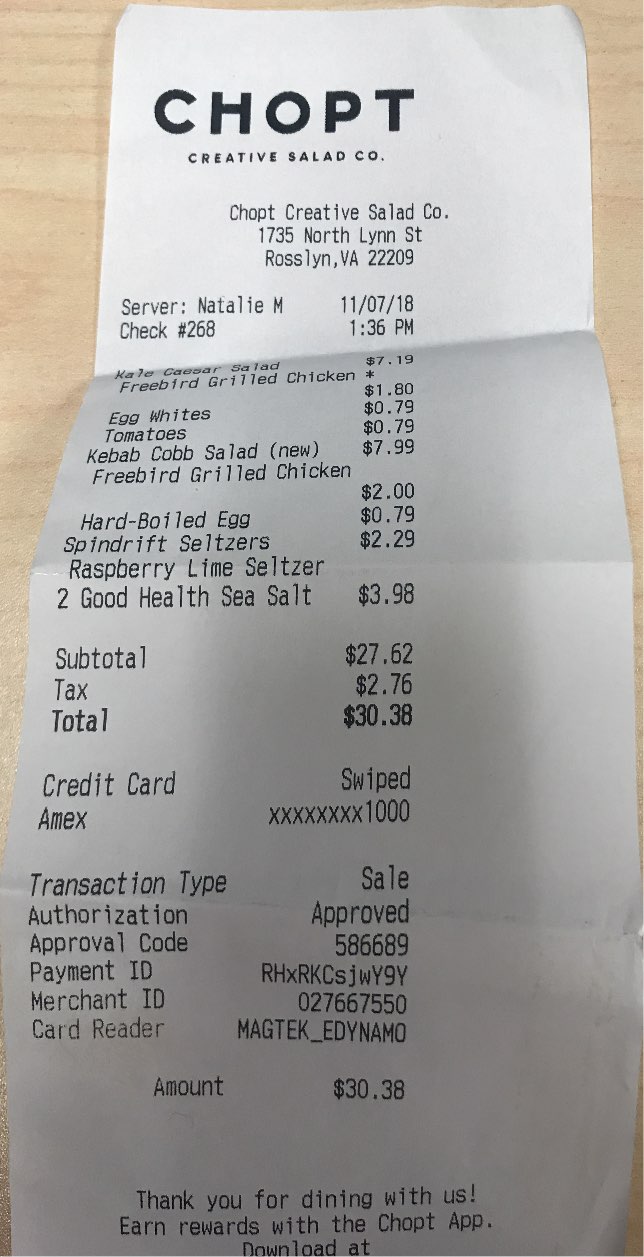 CHOPT
CREATIVE SALAD CO.
Chopt Creative Salad Co.
1735 North Lynn St
Rosslyn,VA 22209
Server: Natalie M 11/07/18
Check #268 1:36 PM
Kale Caesar Salad $7.19
Freebird Grilled Chicken *
$1.80
Egg Whites $0.79
Tomatoes $0.79
Kebab Cobb Salad (new) $7.99
Freebird Grilled Chicken
$2.00
Hard-Boiled Egg $0.79
Spindrift Seltzers $2.29
Raspberry Lime Seltzer
2 Good Health Sea Salt $3.98
Subtotal $27.62
Tax $2.76
Total $30.38
Credit Card Swiped
Amex xxxxxxxx1000
Transaction Type Sale
Authorization Approved
Approval Code 586689
Payment ID RHxRKCsjwY9Y
Merchant ID 027667550
Card Reader MAGTEK_EDYNAMO
Amount $30.38
Thank you for dining with us!
Earn rewards with the Chopt App.
Download at